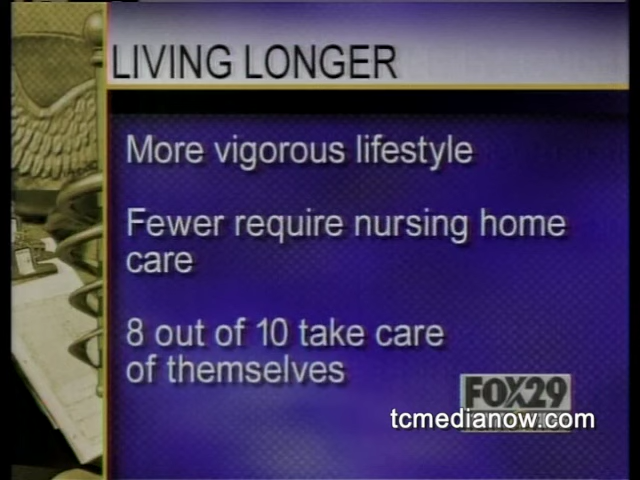 LIVING LONGER
More vigorous lifestyle
Fewer require nursing home
care
8 out of 10 take care
of themselves
FOX29
tcmedianow.com